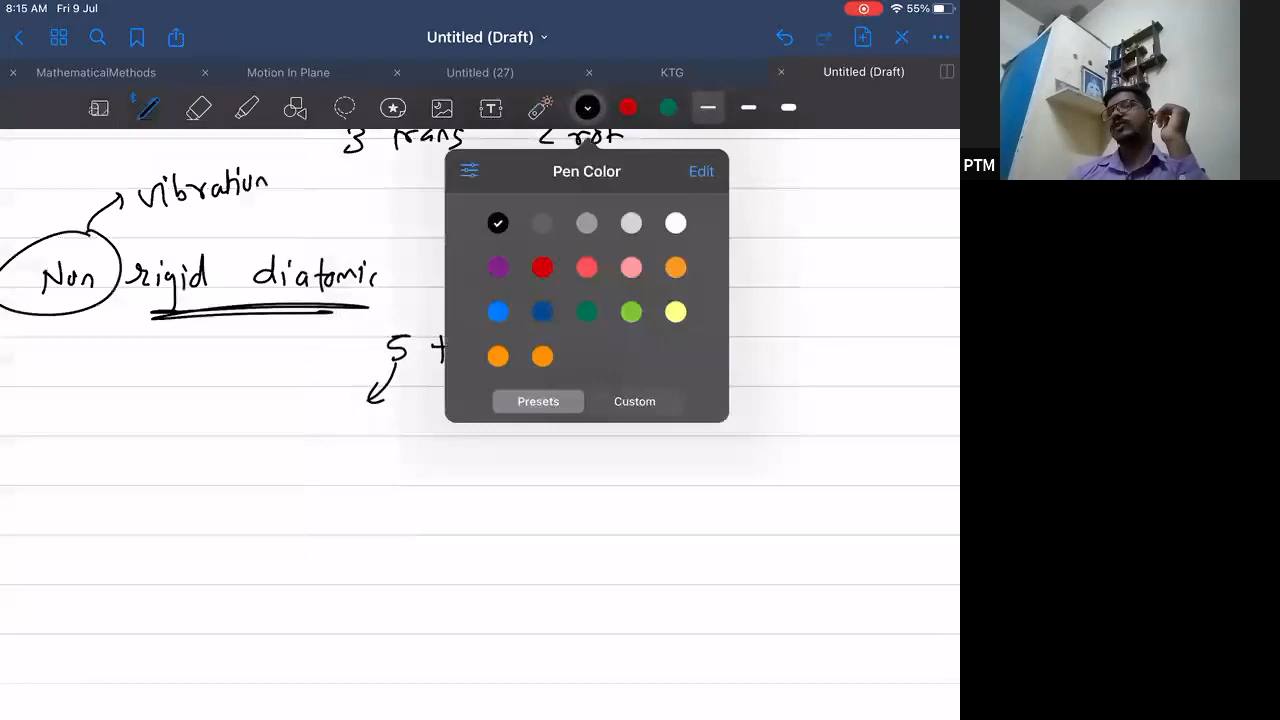 8:15 AM Fri 9 Jul
55%
Untitled (Draft)
MathematicalMethods
Motion In Plane
Untitled (27)
KTG
Untitled (Draft)
3 trans 2 rot
vibration
Non rigid diatomic
5 +
Pen Color
Edit
Presets
Custom
PTM